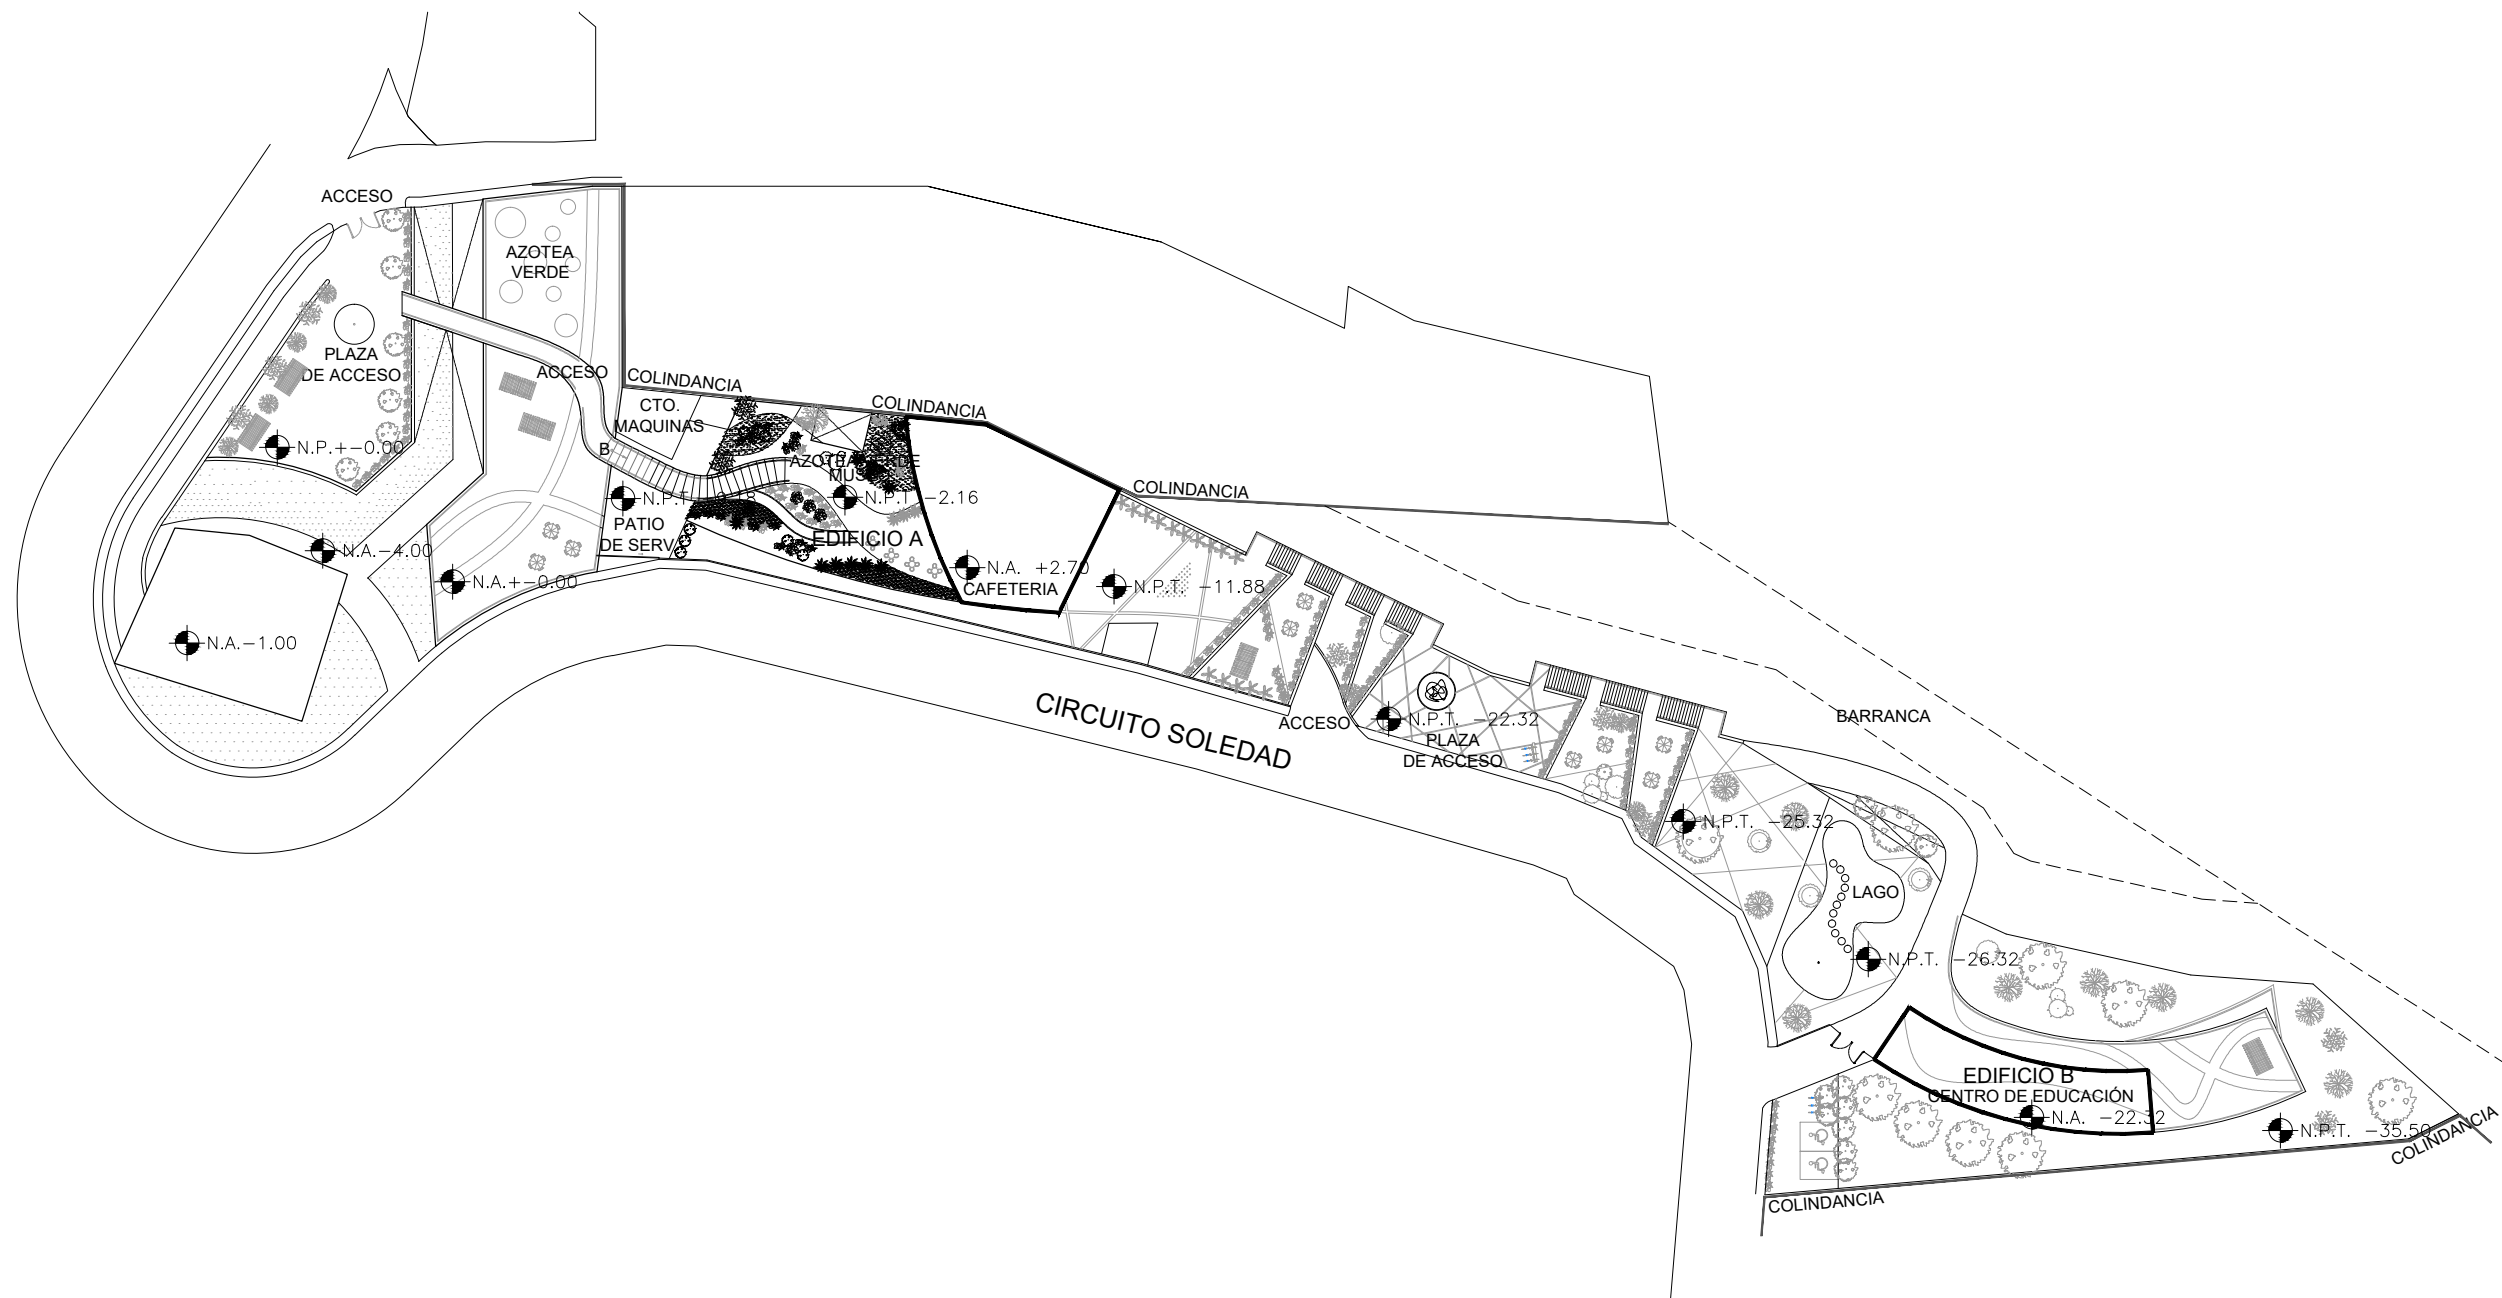 ACCESO
AZOTEA
VERDE
PLAZA
DE ACCESO
ACCESO
COLINDANCIA
CTO.
MAQUINAS
COLINDANCIA
B
N.P.+-0.00
AZOTEA VERDE
N.P.T.
N.P.T -2.16
COLINDANCIA
PATIO
DE SERV
EDIFICIO A
N.A.-4.00
N.A.+-0.00
N.A. +2.70
CAFETERIA
N.P.T. -11.88
N.A.-1.00
CIRCUITO SOLEDAD
ACCESO
N.P.T. -22.32
PLAZA
DE ACCESO
BARRANCA
N.P.T. -25.32
LAGO
N.P.T. -26.32
EDIFICIO B
CENTRO DE EDUCACIÓN
N.A. -22.32
N.P.T. -35.50
COLINDANCIA
COLINDANCIA